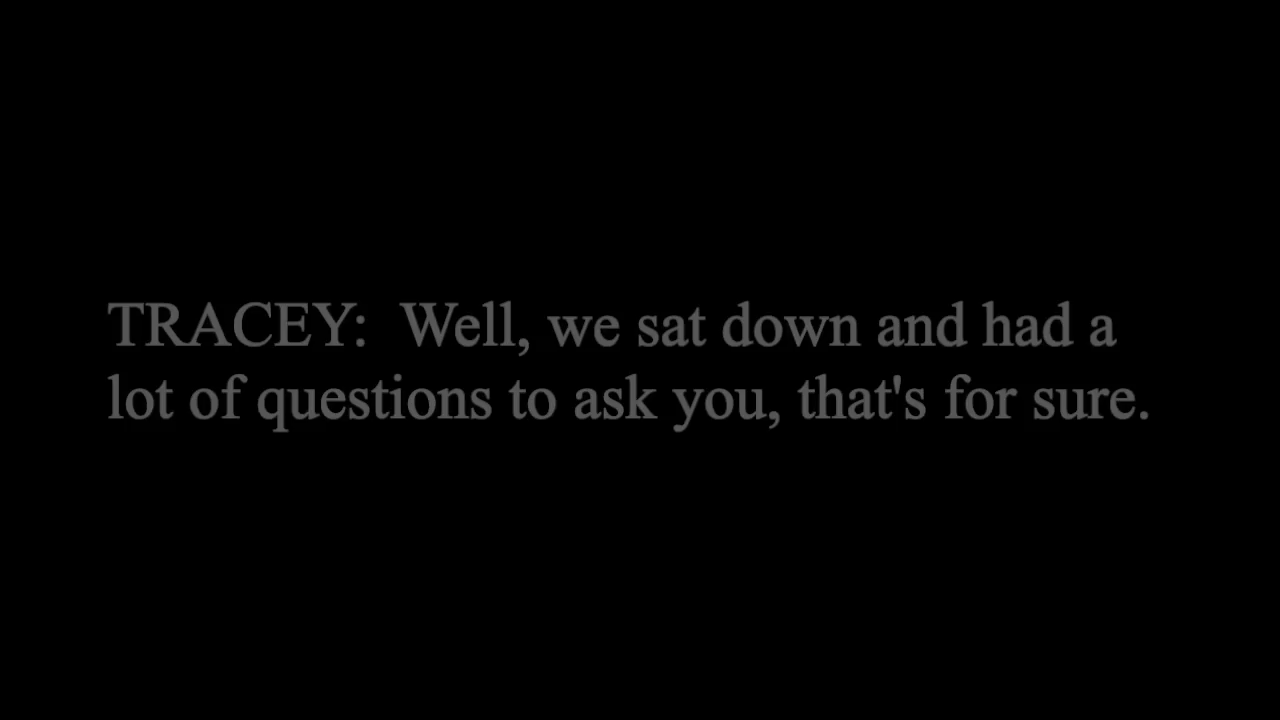 TRACEY:  Well, we sat down and had a
lot of questions to ask you, that's for sure.